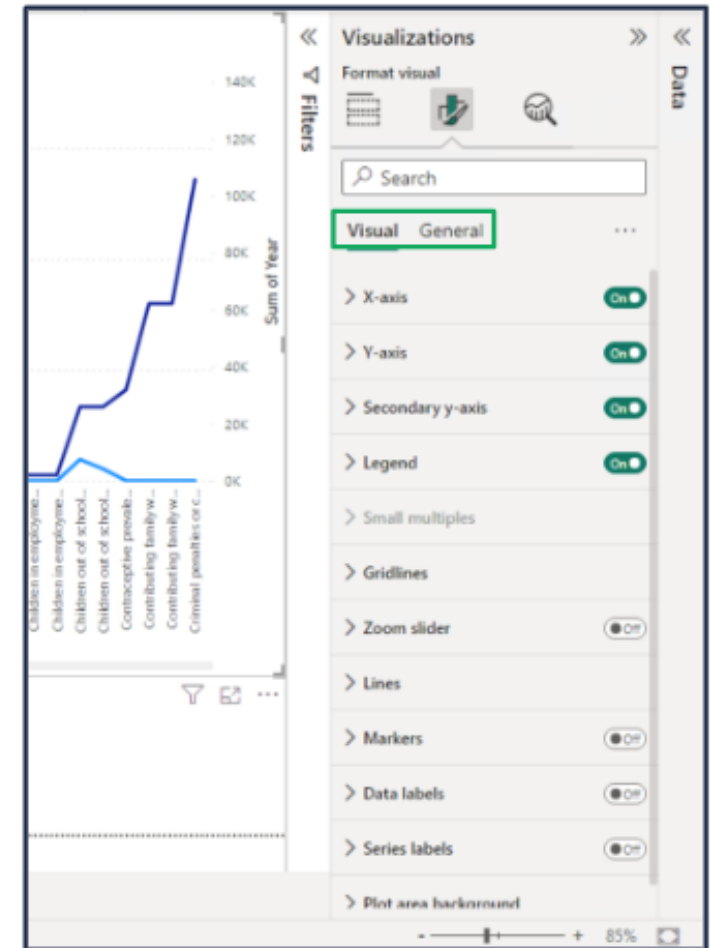 140K
120K
100K
80K
60K
40K
20K
0K
Sum of Year
Children in employme...
Children in employme...
Children out of school...
Children out of school...
Contraceptive prevale...
Contributing family w...
Contributing family w...
Criminal penalties or c...
Filters
Visualizations
Format visual
Search
Visual General
X-axis On
Y-axis On
Secondary y-axis On
Legend On
Small multiples
Gridlines
Zoom slider Off
Lines
Markers Off
Data labels Off
Series labels Off
Plot area background
Data
- + 85%